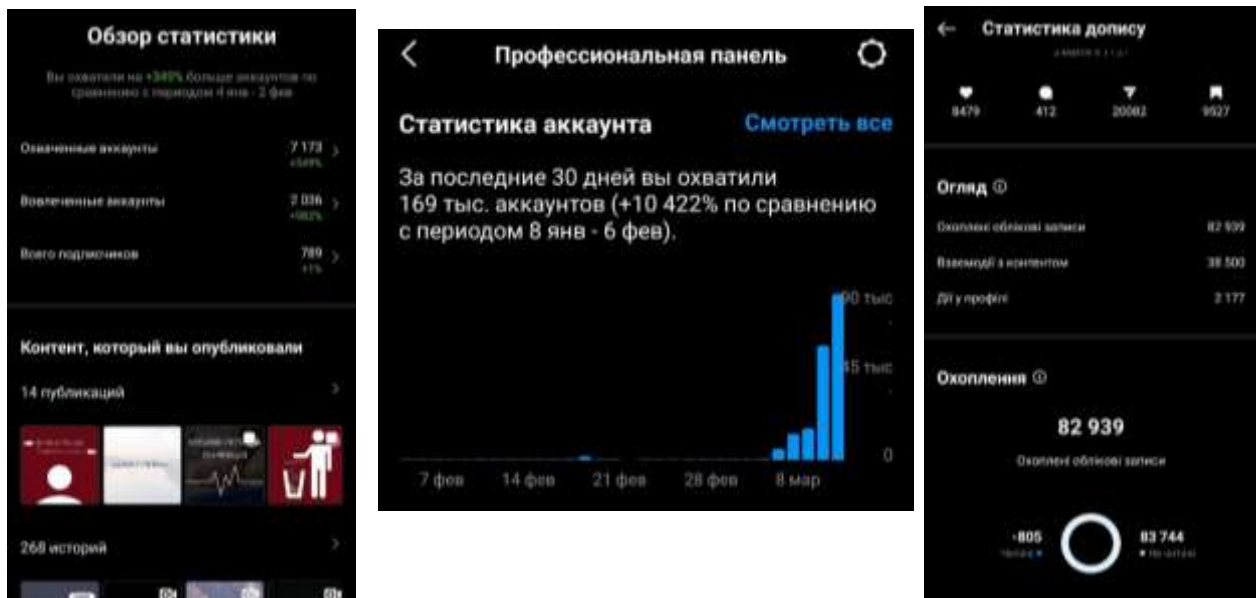 Обзор статистики
Вы охватили на +349% больше аккаунтов по
сравнению с периодом 4 янв - 2 фев
Охваченные аккаунты 7 173
+349%
Вовлеченные аккаунты 2 036
Всего подписчиков 789
+1%
Контент, который вы опубликовали
14 публикаций
268 историй
Профессиональная панель
Статистика аккаунта Смотреть все
За последние 30 дней вы охватили
169 тыс. аккаунтов (+10 422% по сравнению
с периодом 8 янв - 6 фев).
90 тыс
45 тыс
0
7 фев 14 фев 21 фев 28 фев 8 мар
Статистика допису
8479 412 20082 9527
Огляд
Охоплені облікові записи 82 939
Взаємодії з контентом 38 500
Дії у профілі 2 177
Охоплення
82 939
Охоплені облікові записи
-805 83 744